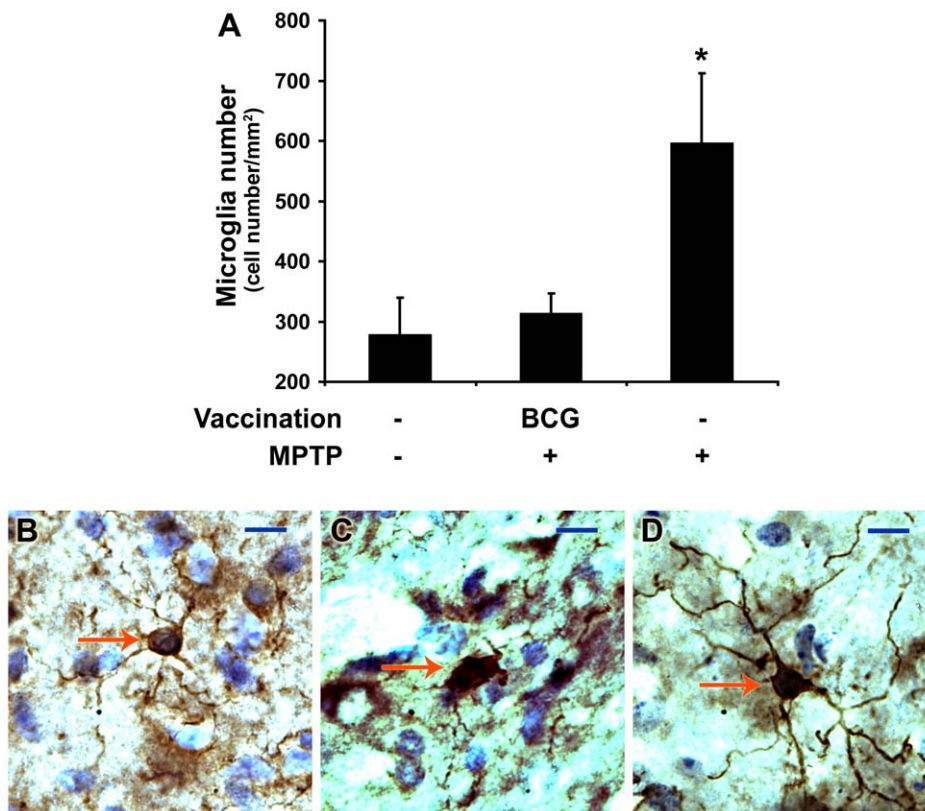 A
800
700
600
500
400
300
200
Microglia number
(cell number/mm²)
*
Vaccination - BCG -
MPTP - + +
B C D